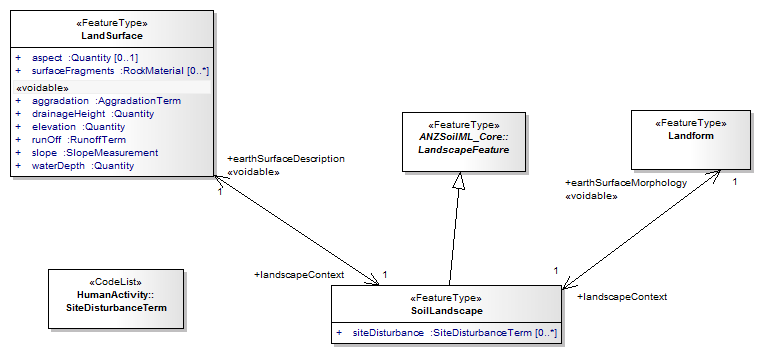 «FeatureType»
LandSurface
+ aspect :Quantity [0..1]
+ surfaceFragments :RockMaterial [0..*]
«voidable»
+ aggradation :AggradationTerm
+ drainageHeight :Quantity
+ elevation :Quantity
+ runOff :RunoffTerm
+ slope :SlopeMeasurement
+ waterDepth :Quantity
«FeatureType»
ANZSoilML_Core::
LandscapeFeature
«FeatureType»
Landform
+earthSurfaceDescription
«voidable»
1
+earthSurfaceMorphology
«voidable»
1
+landscapeContext
1
1
+landscapeContext
«CodeList»
HumanActivity::
SiteDisturbanceTerm
«FeatureType»
SoilLandscape
+ siteDisturbance :SiteDisturbanceTerm [0..*]